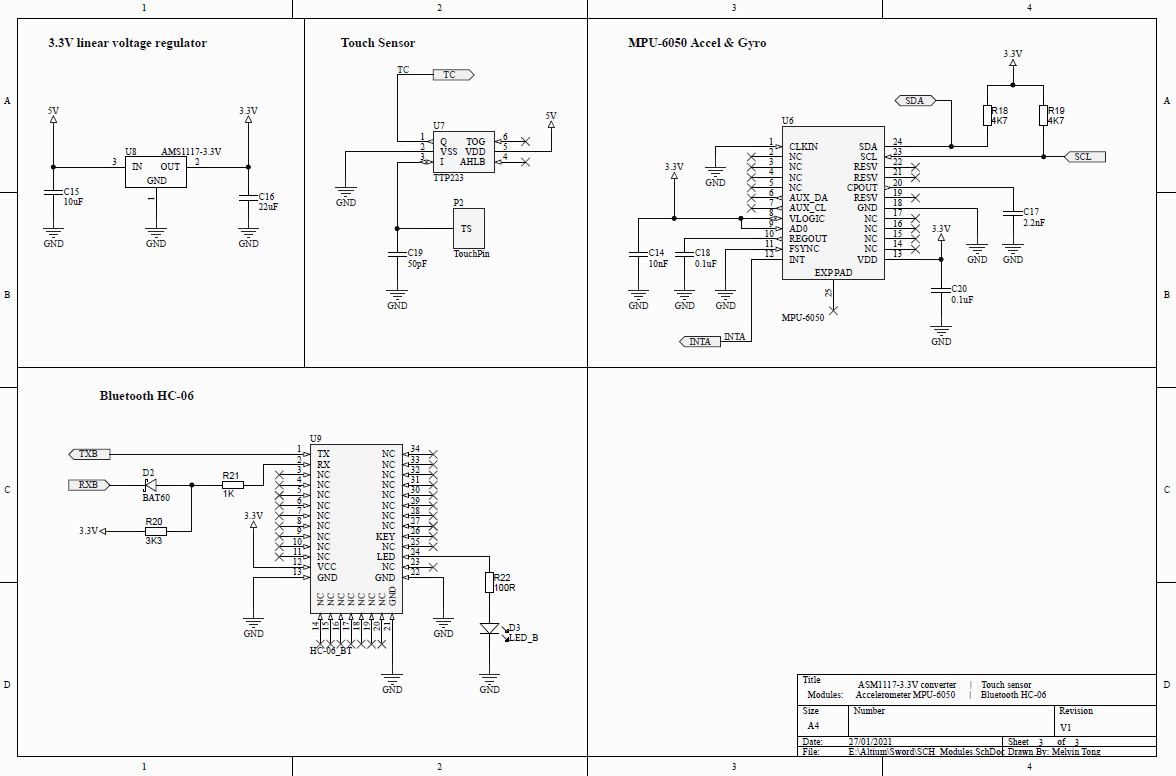 1 2 3 4
A
B
C
D
A
B
C
D
3.3V linear voltage regulator
5V
3.3V
U8 AMS1117-3.3V
3 IN OUT 2
GND
1
C15
10uF
C16
22uF
GND GND GND
Touch Sensor
TC TC
U7
5V
1 Q TOG 6
2 VSS VDD 5
3 I AHLB 4
TTP223
GND
P2
TS
TouchPin
C19
50pF
GND
MPU-6050 Accel & Gyro
3.3V
SDA
R18
4K7
R19
4K7
SCL
U6
1 CLKIN SDA 24
2 NC SCL 23
3 NC RESV 22
4 NC RESV 21
5 NC CPOUT 20
6 AUX_DA RESV 19
7 AUX_CL GND 18
8 VLOGIC NC 17
9 AD0 NC 16
10 REGOUT NC 15
11 FSYNC NC 14
12 INT VDD 13
EXP PAD
25
MPU-6050
GND
3.3V
C14
10nF
C18
0.1uF
GND GND GND
INTA INTA
C17
2.2nF
GND GND
3.3V
C20
0.1uF
GND
Bluetooth HC-06
TXB
RXB
D2
BAT60
R21
1K
R20
3K3
3.3V
3.3V
U9
1 TX NC 34
2 RX NC 33
3 NC NC 32
4 NC NC 31
5 NC NC 30
6 NC NC 29
7 NC NC 28
8 NC NC 27
9 NC KEY 26
10 NC NC 25
11 NC LED 24
12 VCC NC 23
13 GND GND 22
NC NC NC NC NC NC NC GND
14 15 16 17 18 19 20 21
HC-06_BT
GND
GND
GND
R22
100R
D3
LED_B
GND
Title
ASM1117-3.3V converter | Touch sensor
Modules: Accelerometer MPU-6050 | Bluetooth HC-06
Size Number Revision
A4 V1
Date: 27/01/2021 Sheet 3 of 3
File: E:\Altium\Sword\SCH_Modules.SchDoc Drawn By: Melvin Tong
1 2 3 4